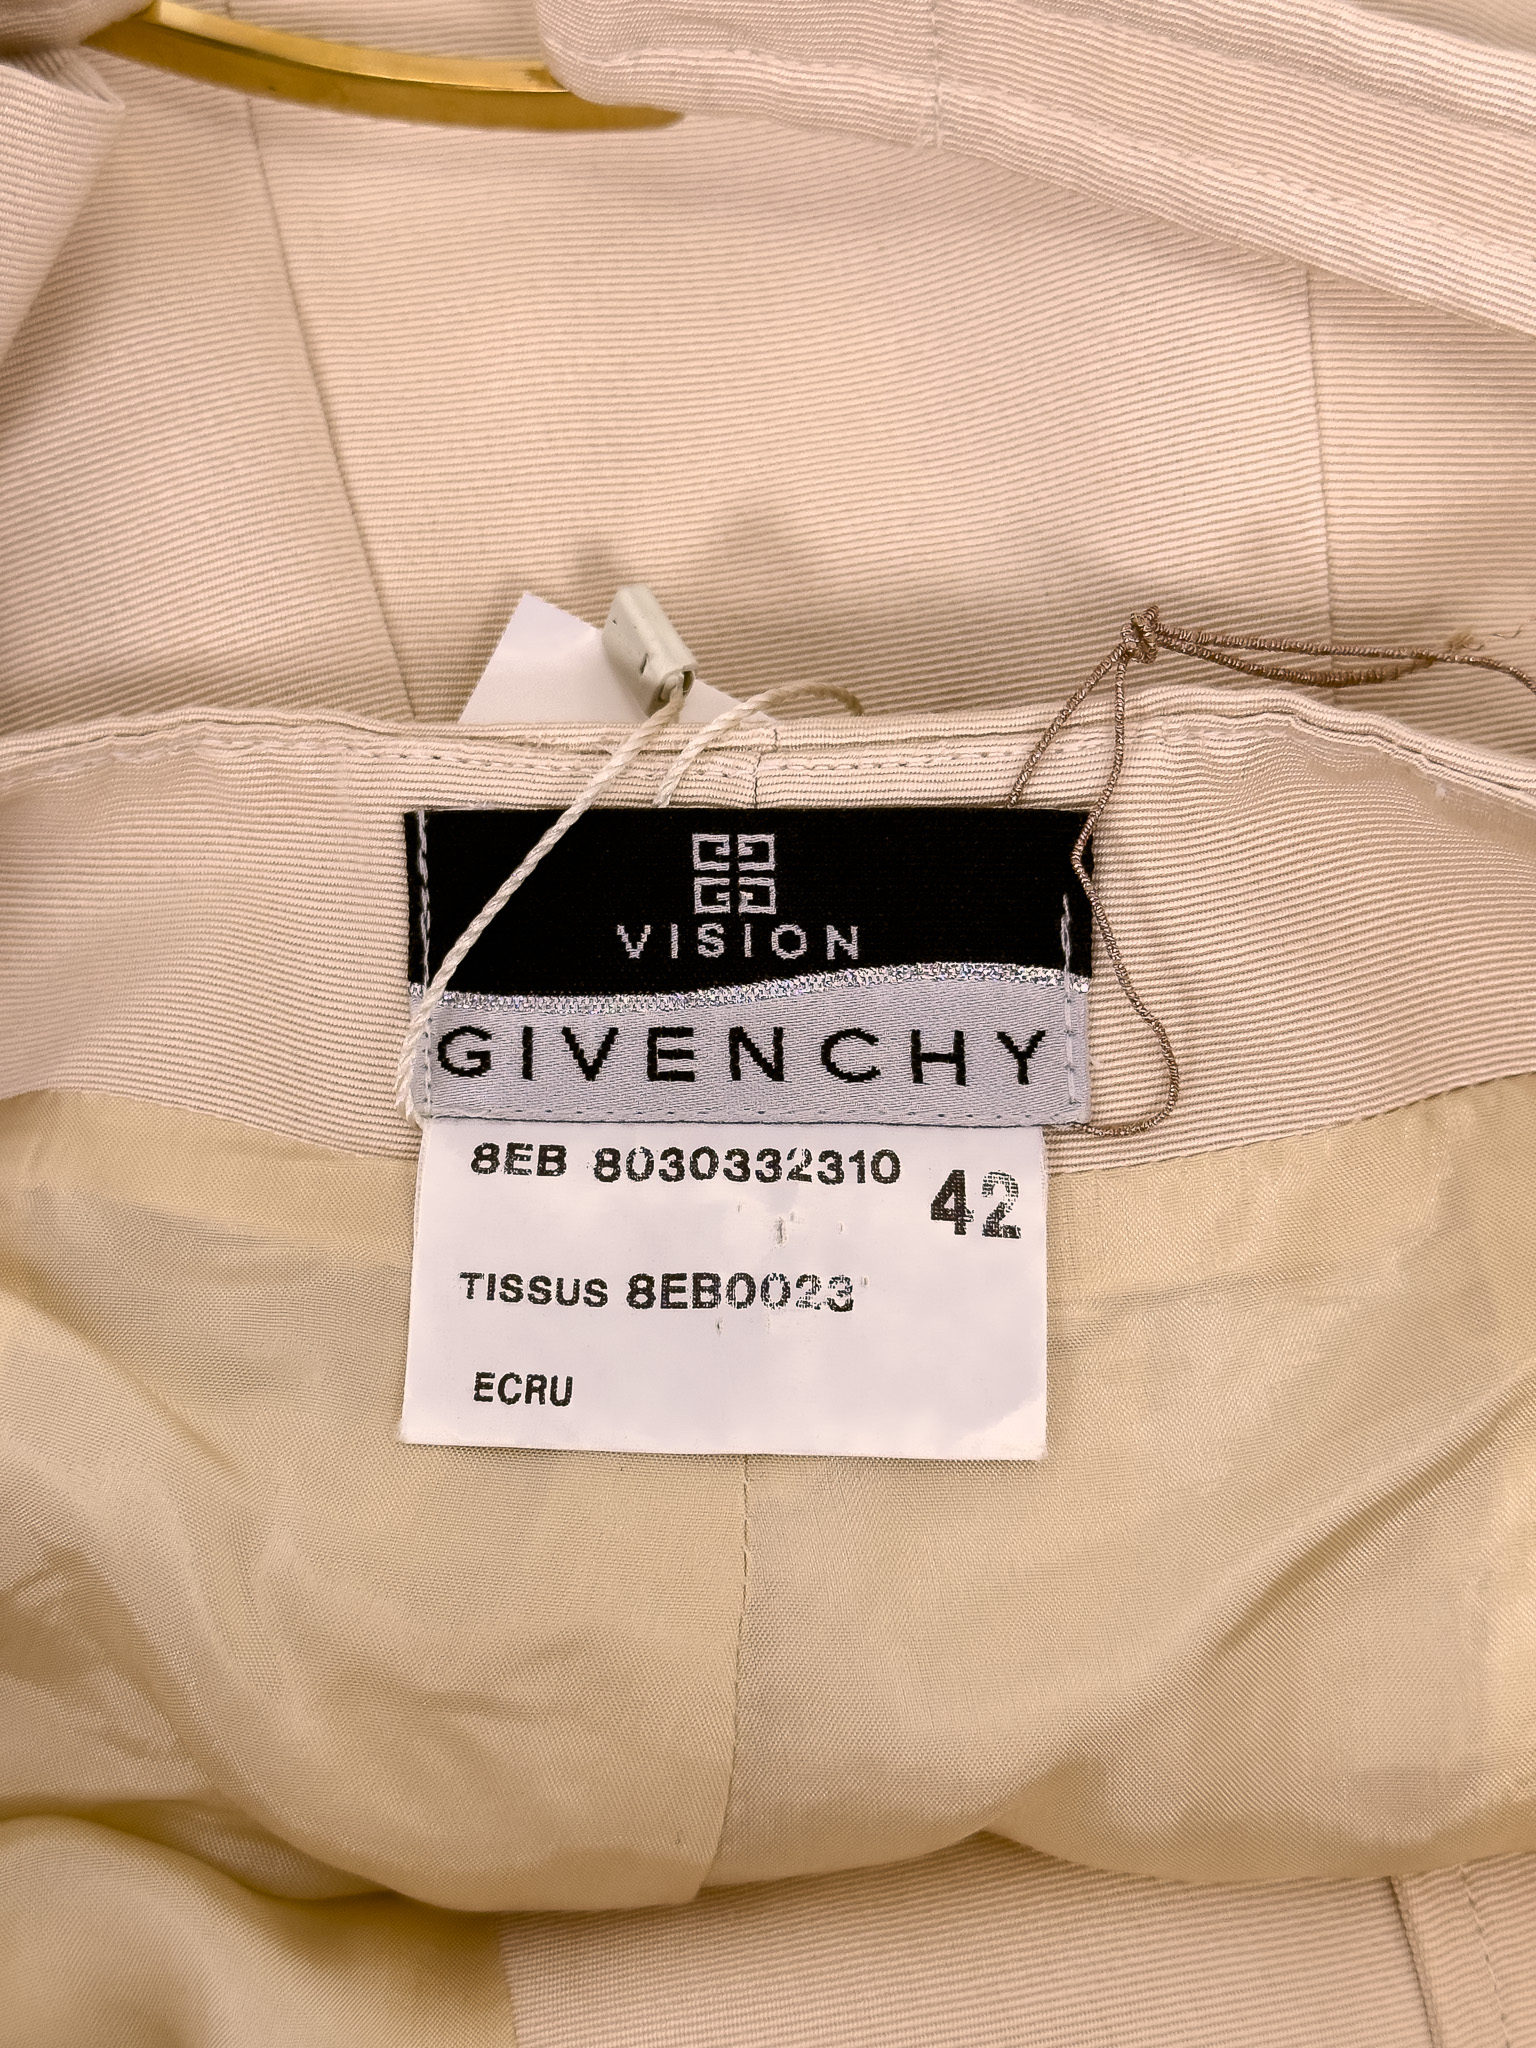 VISION
GIVENCHY
8EB 8030332310
42
TISSUS 8EB0023
ECRU